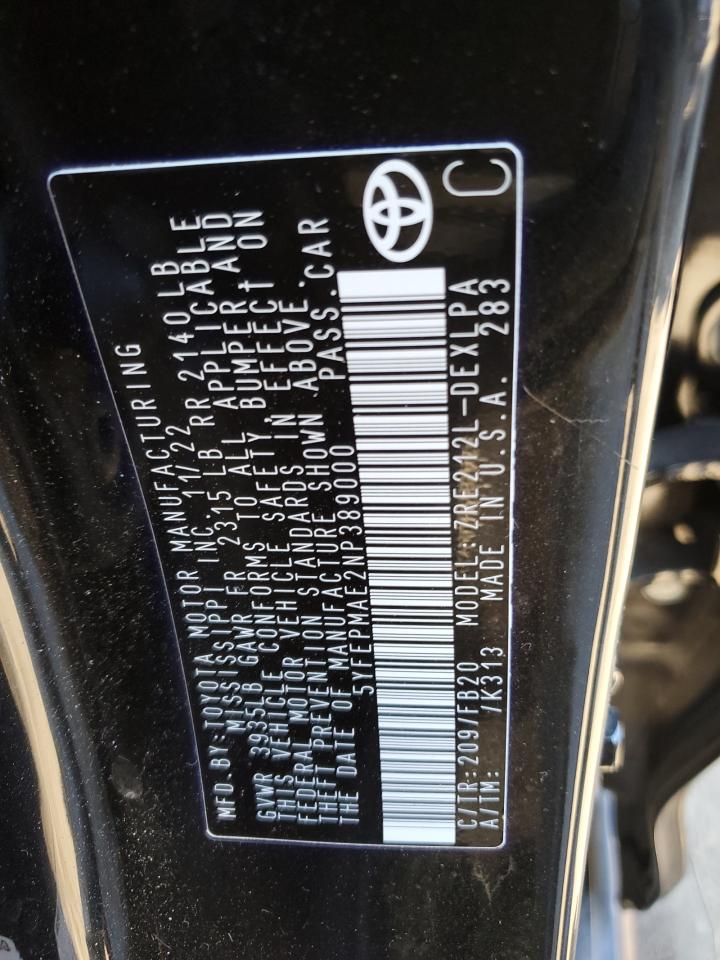 MFD.BY:TOYOTA MOTOR MANUFACTURING
MISSISSIPPI INC.11/22
GVWR 3935LB GAWR FR 2315 LB RR 2140LB
THIS VEHICLE CONFORMS TO ALL APPLICABLE
FEDERAL MOTOR VEHICLE SAFETY BUMPER, AND
THEFT PREVENTION STANDARDS IN EFFECT ON
THE DATE OF MANUFACTURE SHOWN ABOVE.
5YFEPMAE2NP389000 PASS.CAR
C/TR:209/FB20 MODEL:ZRE212L-DEXLPA
A/TM: /K313 MADE IN U.S.A. 283
C